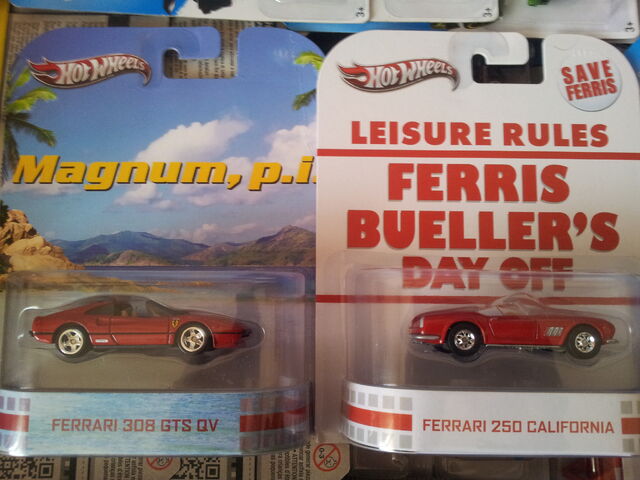 HOT WHEELS
Magnum, p.i.
FERRARI 308 GTS QV
HOT WHEELS
SAVE
FERRIS
LEISURE RULES
FERRIS
BUELLER'S
DAY OFF
FERRARI 250 CALIFORNIA